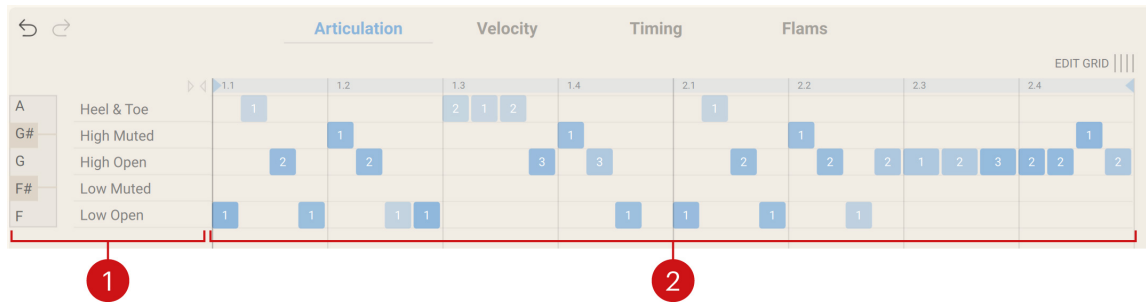 Articulation Velocity Timing Flams
EDIT GRID
1.1 1.2 1.3 1.4 2.1 2.2 2.3 2.4
A Heel & Toe 1 2 1 2 1
G# High Muted 1 1 1 1
G High Open 2 2 3 3 2 2 2 1 2 3 2 2 2
F# Low Muted
F Low Open 1 1 1 1 1 1 1 1
1 2